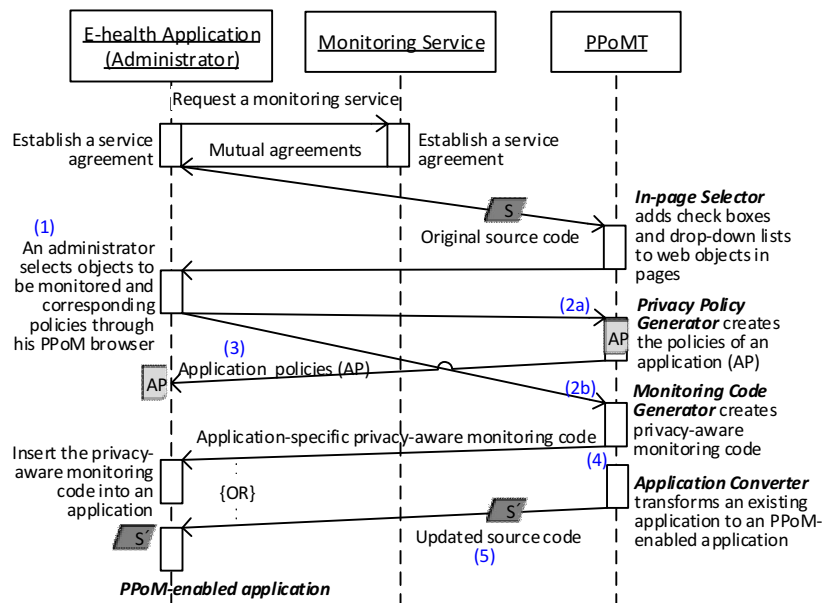 E-health Application
(Administrator)
Monitoring Service
PPoMT
Request a monitoring service
Establish a service
agreement
Mutual agreements
Establish a service
agreement
S
Original source code
In-page Selector
adds check boxes
and drop-down lists
to web objects in
pages
(1)
An administrator
selects objects to
be monitored and
corresponding
policies through
his PPoM browser
(2a)
Privacy Policy
Generator creates
the policies of an
application (AP)
AP
(3)
Application policies (AP)
AP
(2b)
Monitoring Code
Generator creates
privacy-aware
monitoring code
Application-specific privacy-aware monitoring code
Insert the privacy-
aware monitoring
code into an
application
{OR}
(4)
Application Converter
transforms an existing
application to an PPoM-
enabled application
S´
Updated source code
(5)
S´
PPoM-enabled application